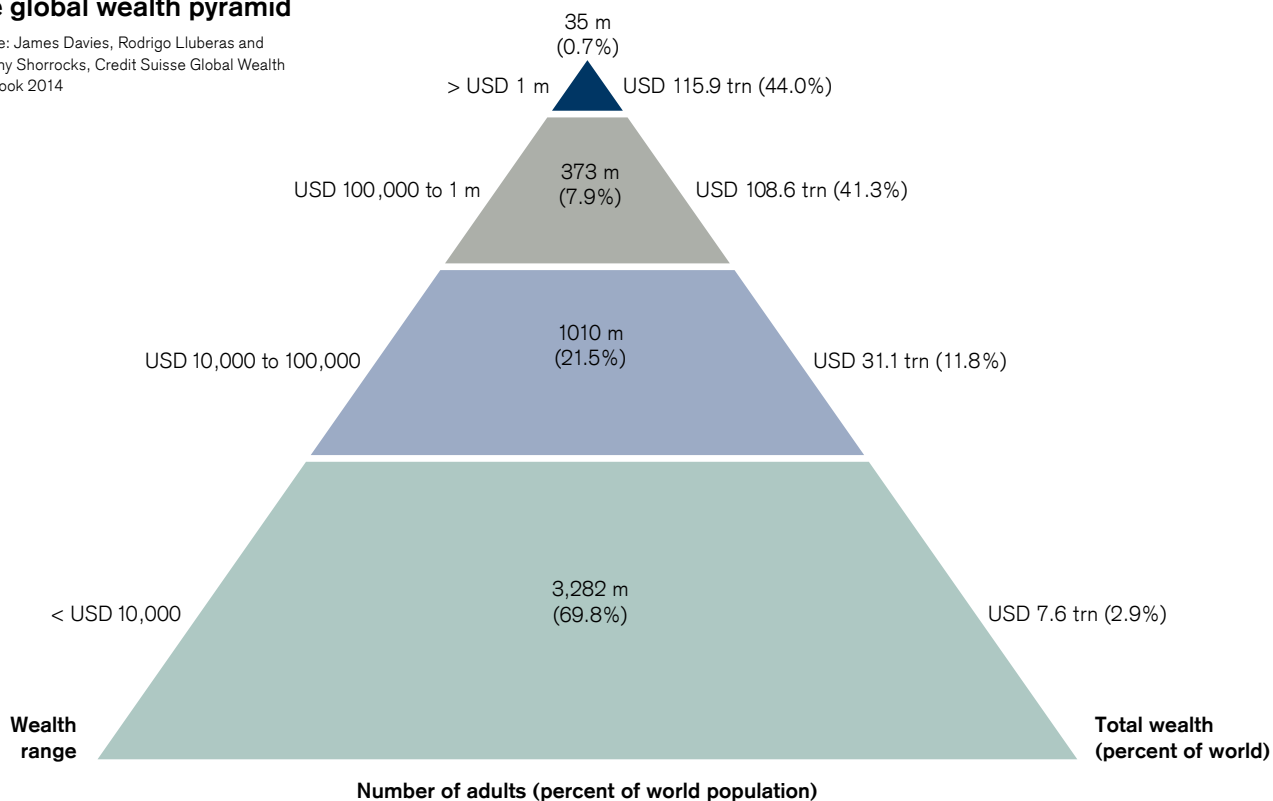 global wealth pyramid
James Davies, Rodrigo Lluberas and
Shorrocks, Credit Suisse Global Wealth
2014
35 m
(0.7%)
> USD 1 m USD 115.9 trn (44.0%)
373 m
(7.9%)
USD 100,000 to 1 m USD 108.6 trn (41.3%)
1010 m
(21.5%)
USD 10,000 to 100,000 USD 31.1 trn (11.8%)
3,282 m
(69.8%)
< USD 10,000 USD 7.6 trn (2.9%)
Wealth
range
Total wealth
(percent of world)
Number of adults (percent of world population)